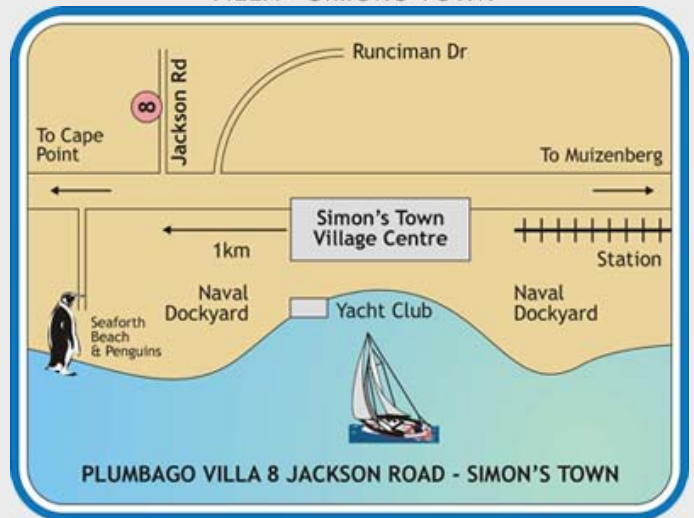 Runciman Dr
8
Jackson Rd
To Cape
Point
To Muizenberg
Simon's Town
Village Centre
1km
Station
Naval
Dockyard
Yacht Club
Naval
Dockyard
Seaforth
Beach
& Penguins
PLUMBAGO VILLA 8 JACKSON ROAD - SIMON'S TOWN